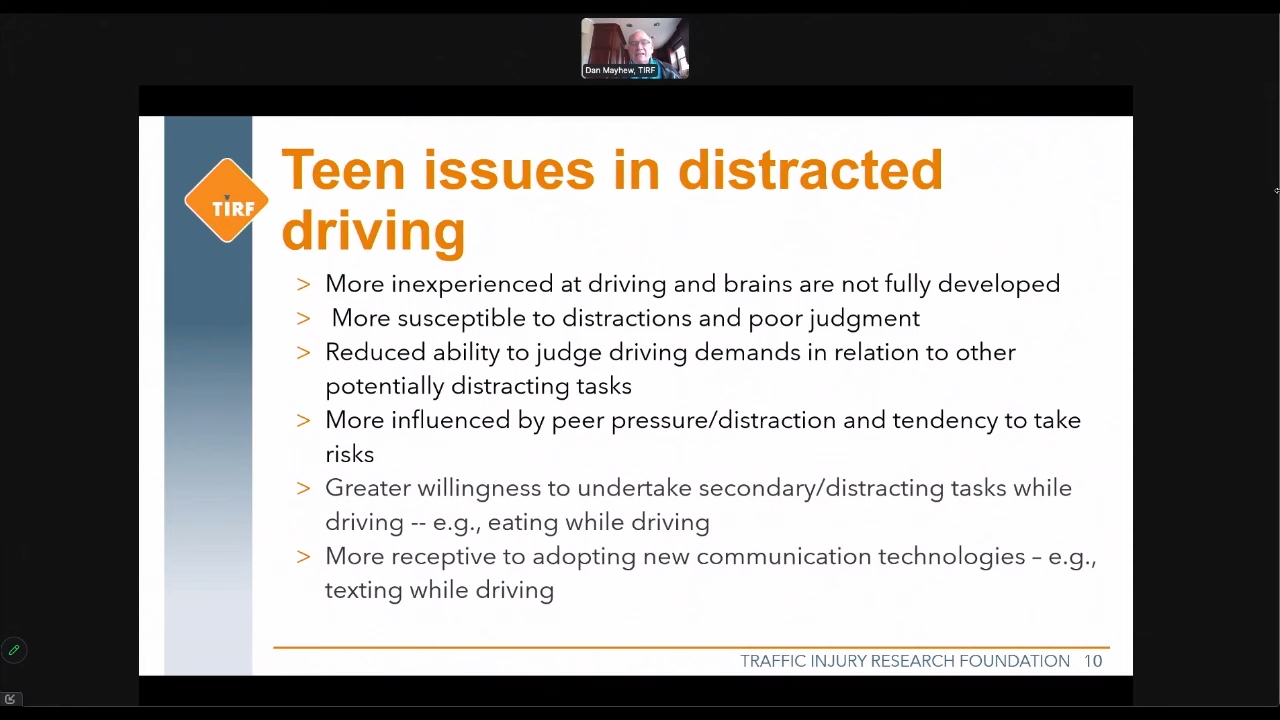 Dan Mayhew, TIRF
TIRF
Teen issues in distracted
driving
> More inexperienced at driving and brains are not fully developed
> More susceptible to distractions and poor judgment
> Reduced ability to judge driving demands in relation to other
potentially distracting tasks
> More influenced by peer pressure/distraction and tendency to take
risks
> Greater willingness to undertake secondary/distracting tasks while
driving -- e.g., eating while driving
> More receptive to adopting new communication technologies – e.g.,
texting while driving
TRAFFIC INJURY RESEARCH FOUNDATION 10